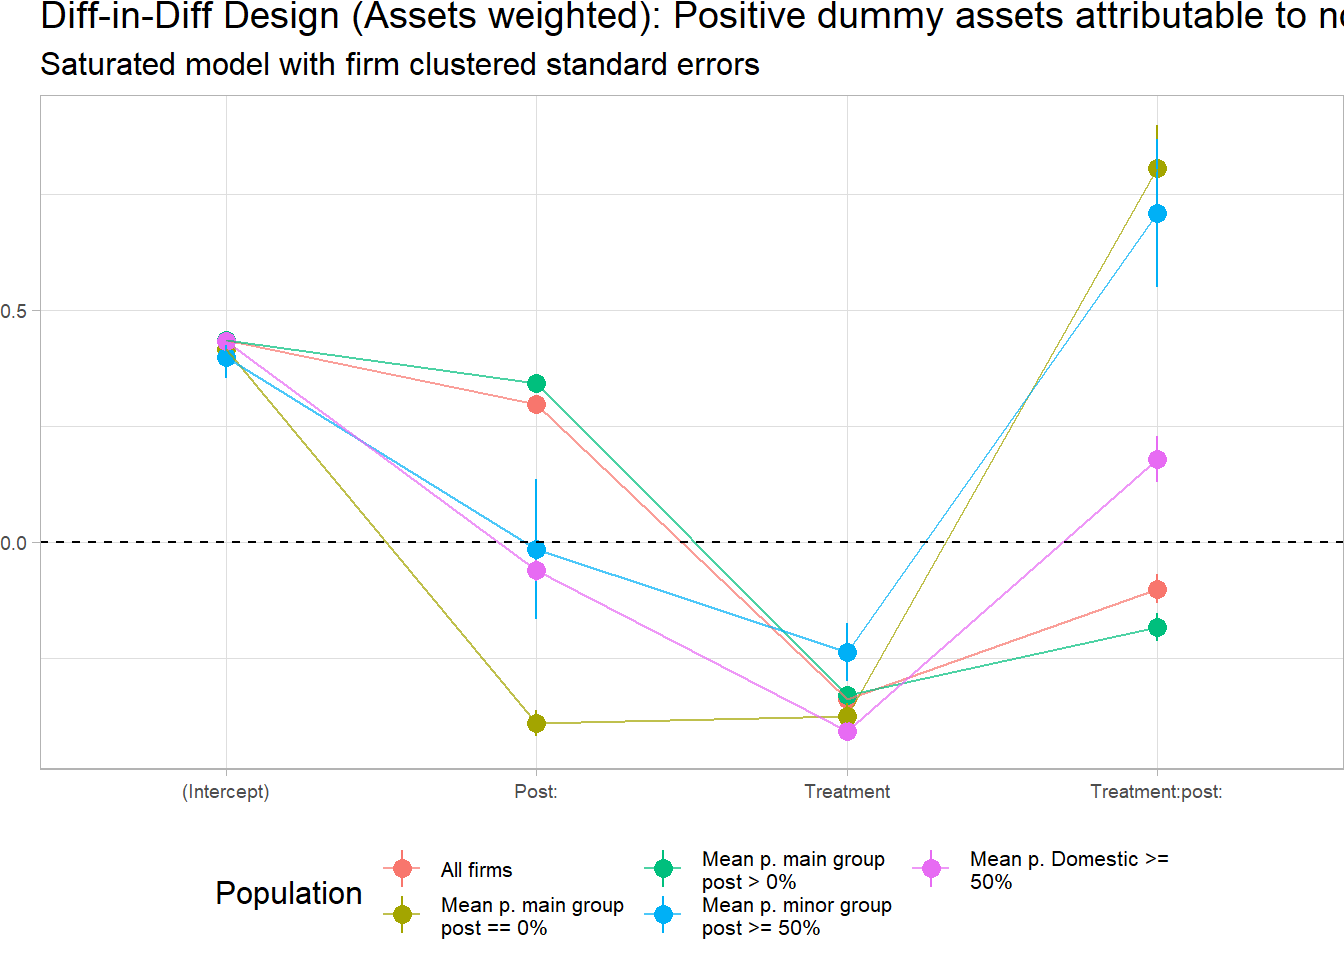 Diff-in-Diff Design (Assets weighted): Positive dummy assets attributable to
Saturated model with firm clustered standard errors
0.5
0.0
(Intercept) Post: Treatment Treatment:post:
Population
All firms
Mean p. main group
post == 0%
Mean p. main group
post > 0%
Mean p. minor group
post >= 50%
Mean p. Domestic >=
50%